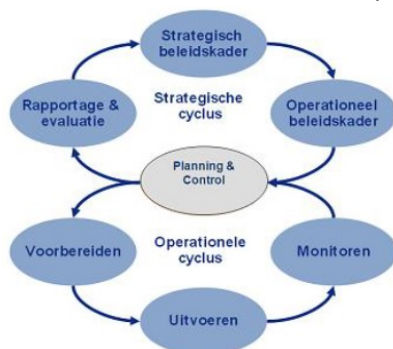 Strategisch
beleidskader
Rapportage &
evaluatie
Strategische
cyclus
Operationeel
beleidskader
Planning &
Control
Voorbereiden
Operationele
cyclus
Monitoren
Uitvoeren